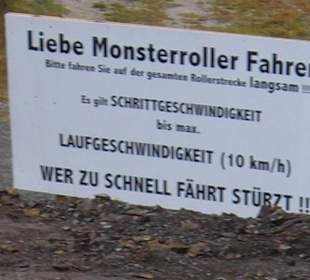 Liebe Monsterroller Fahrer
Bitte fahren Sie auf der gesamten Rollerstrecke langsam !!!
Es gilt SCHRITTGESCHWINDIGKEIT
bis max.
LAUFGESCHWINDIGKEIT (10 km/h)
WER ZU SCHNELL FÄHRT STÜRZT !!!